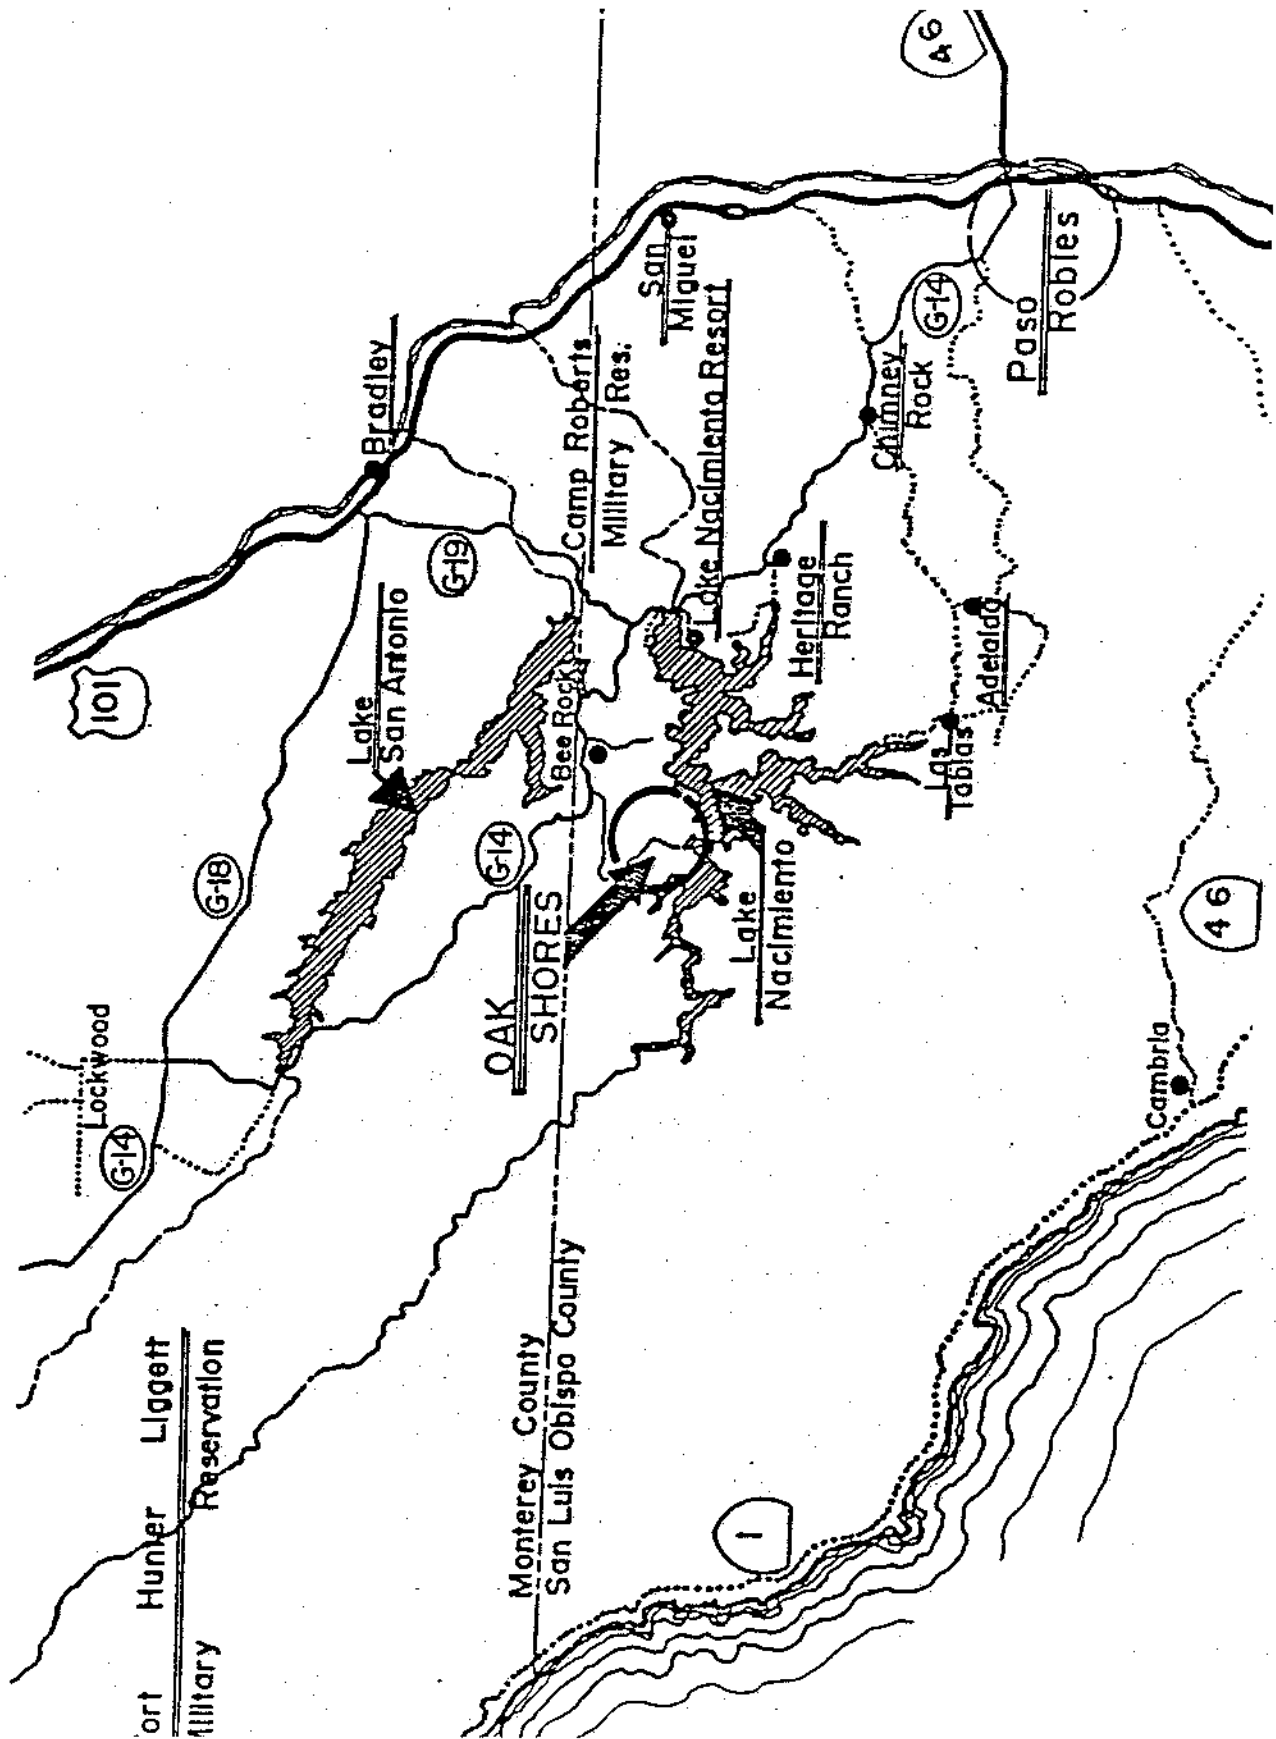 ort Hunter Liggett
Military Reservation
G-14
Lockwood
G-18
101
Lake
San Antonio
G-19
Bradley
G-14
OAK
SHORES
Bee Rock
Camp Roberts
Military Res.
San
Miguel
Lake Nacimiento Resort
Monterey County
San Luis Obispo County
Lake
Nacimiento
Heritage
Ranch
Chimney
Rock
G-14
46
1
Las
Tablas
Adelaida
Paso
Robles
Cambria
46